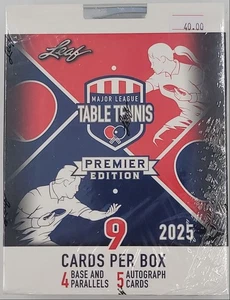 Leaf
40.00
MAJOR LEAGUE
TABLE TENNIS
PREMIER
EDITION
9
2025
CARDS PER BOX
4 BASE AND PARALLELS 5 AUTOGRAPH CARDS